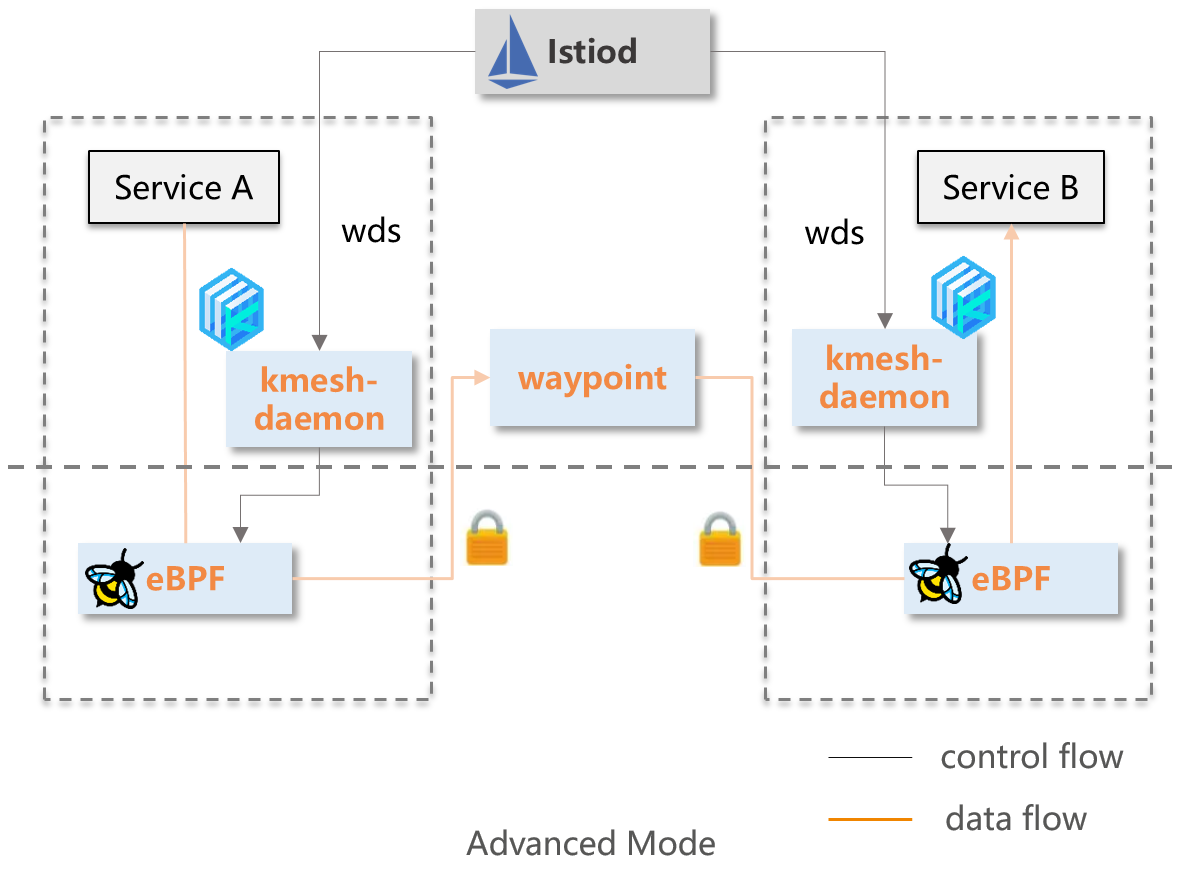 Istiod
Service A
Service B
wds
wds
kmesh-
daemon
waypoint
kmesh-
daemon
eBPF
eBPF
control flow
data flow
Advanced Mode